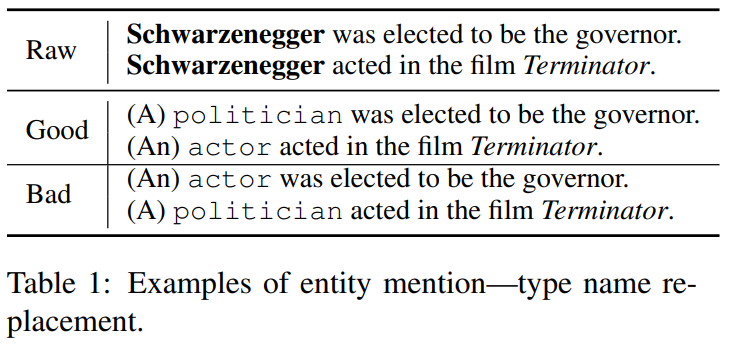 Raw
Schwarzenegger was elected to be the governor.
Schwarzenegger acted in the film Terminator.
Good
(A) politician was elected to be the governor.
(An) actor acted in the film Terminator.
Bad
(An) actor was elected to be the governor.
(A) politician acted in the film Terminator.
Table 1: Examples of entity mention—type name re-
placement.